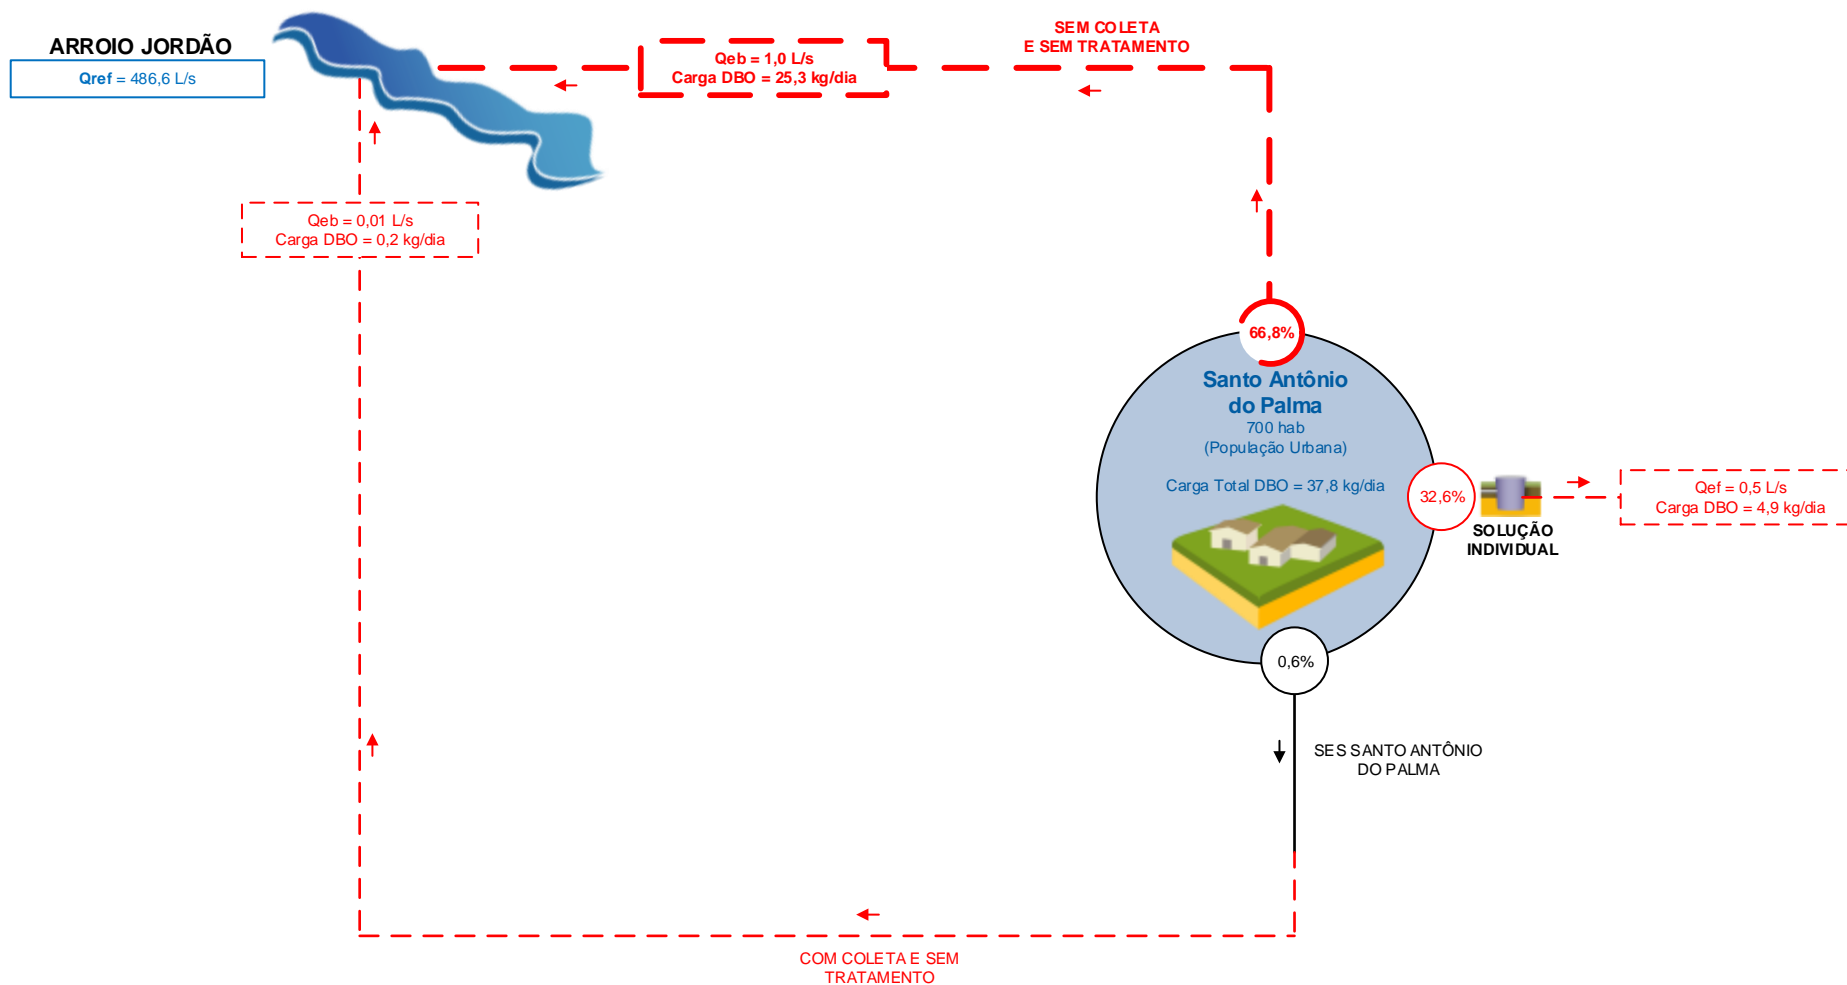 ARROIO JORDÃO
Qref = 486,6 L/s
Qeb = 1,0 L/s
Carga DBO = 25,3 kg/dia
SEM COLETA
E SEM TRATAMENTO
Qeb = 0,01 L/s
Carga DBO = 0,2 kg/dia
66,8%
Santo Antônio
do Palma
700 hab
(População Urbana)
Carga Total DBO = 37,8 kg/dia
32,6%
SOLUÇÃO
INDIVIDUAL
Qef = 0,5 L/s
Carga DBO = 4,9 kg/dia
0,6%
SES SANTO ANTÔNIO
DO PALMA
COM COLETA E SEM
TRATAMENTO